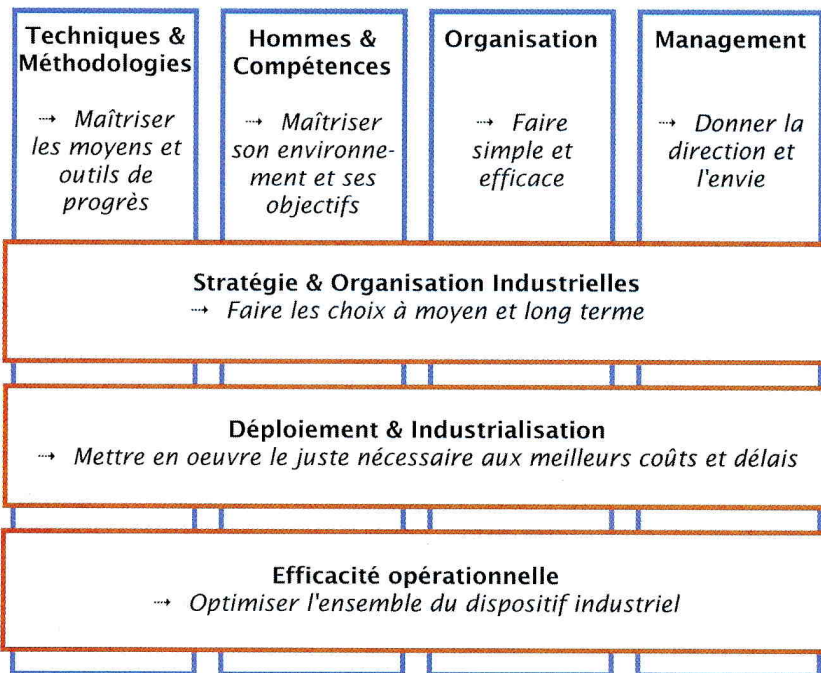 Techniques &
Méthodologies
⤑ Maîtriser
les moyens et
outils de
progrès
Hommes &
Compétences
⤑ Maîtriser
son environne-
ment et ses
objectifs
Organisation
⤑ Faire
simple et
efficace
Management
⤑ Donner la
direction et
l'envie
Stratégie & Organisation Industrielles
⤑ Faire les choix à moyen et long terme
Déploiement & Industrialisation
⤑ Mettre en oeuvre le juste nécessaire aux meilleurs coûts et délais
Efficacité opérationnelle
⤑ Optimiser l'ensemble du dispositif industriel